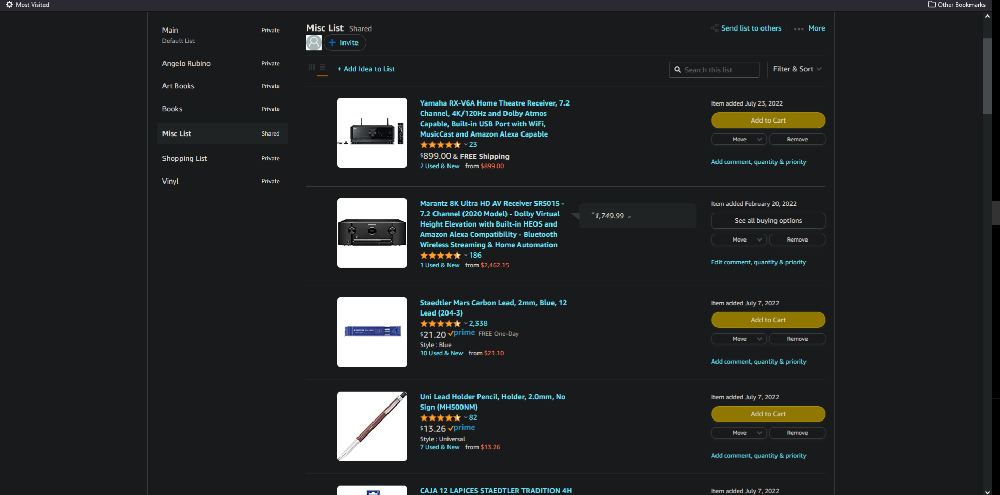 Most Visited
Other Bookmarks
Main
Private
Default List
Angelo Rubino
Private
Art Books
Private
Books
Private
Misc List
Shared
Shopping List
Private
Vinyl
Private
Misc List Shared
Send list to others
More
Invite
+ Add Idea to List
Search this list
Filter & Sort
Yamaha RX-V6A Home Theatre Receiver, 7.2
Channel, 4K/120Hz and Dolby Atmos
Capable, Built-in USB Port with WiFi,
MusicCast and Amazon Alexa Capable
23
$899.00 & FREE Shipping
2 Used & New from $899.00
Item added July 23, 2022
Add to Cart
Move
Remove
Add comment, quantity & priority
Marantz 8K Ultra HD AV Receiver SR5015 -
7.2 Channel (2020 Model) - Dolby Virtual
Height Elevation with Built-in HEOS and
Amazon Alexa Compatibility - Bluetooth
Wireless Streaming & Home Automation
186
1 Used & New from $2,462.15
“1,749.99 „
Item added February 20, 2022
See all buying options
Move
Remove
Edit comment, quantity & priority
Staedtler Mars Carbon Lead, 2mm, Blue, 12
Lead (204-3)
2,338
$21.20 prime FREE One-Day
Style : Blue
10 Used & New from $21.10
Item added July 7, 2022
Add to Cart
Move
Remove
Add comment, quantity & priority
Uni Lead Holder Pencil, Holder, 2.0mm, No
Sign (MH500NM)
82
$13.26 prime
Style : Universal
7 Used & New from $13.26
Item added July 7, 2022
Add to Cart
Move
Remove
Add comment, quantity & priority
CAJA 12 LAPICES STAEDTLER TRADITION 4H
Item added July 7, 2022